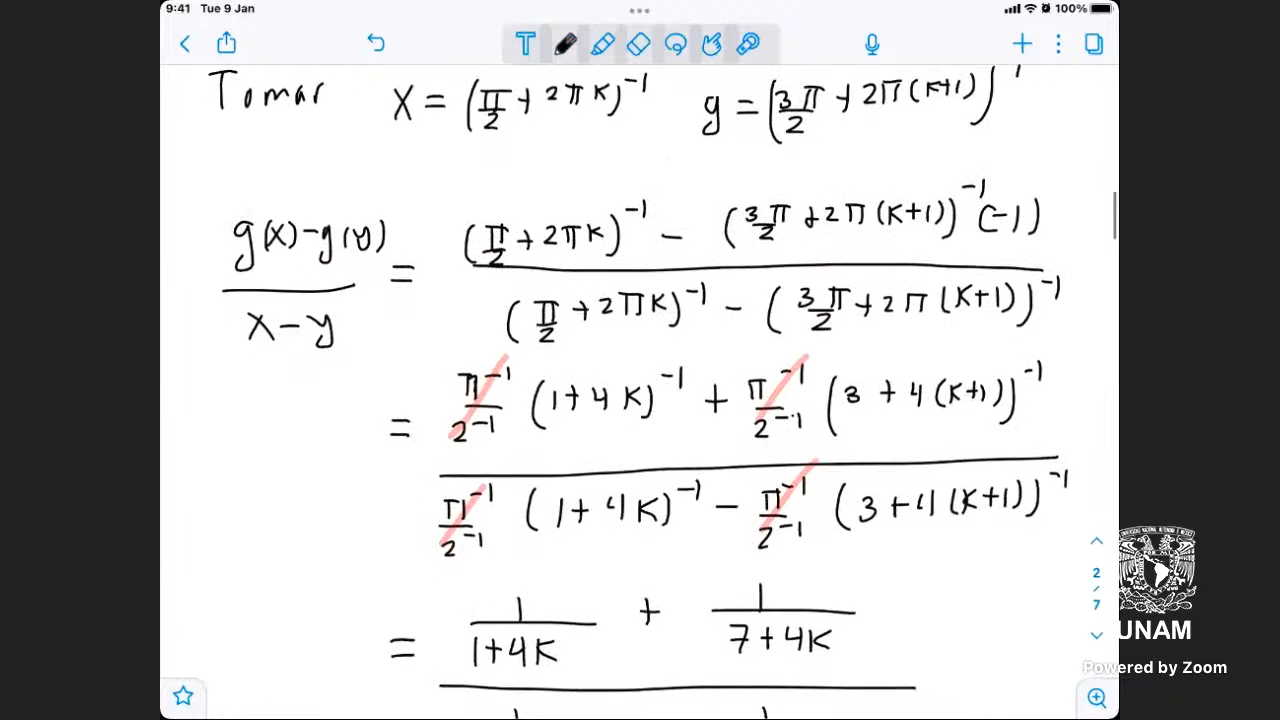 9:41 Tue 9 Jan 100%
Tomar x = (π/2 + 2πk)^-1 y = (3π/2 + 2π(k+1))^-1
g(x)-g(y) / x-y = (π/2 + 2πk)^-1 - (3π/2 + 2π(k+1))^-1 (-1) / (π/2 + 2πk)^-1 - (3π/2 + 2π(k+1))^-1
= π^-1/2^-1 (1+4k)^-1 + π^-1/2^-1 (3 + 4(k+1))^-1 / π^-1/2^-1 (1+4k)^-1 - π^-1/2^-1 (3+4(k+1))^-1
= 1/(1+4k) + 1/(7+4k)
2/7
UNAM
Powered by Zoom